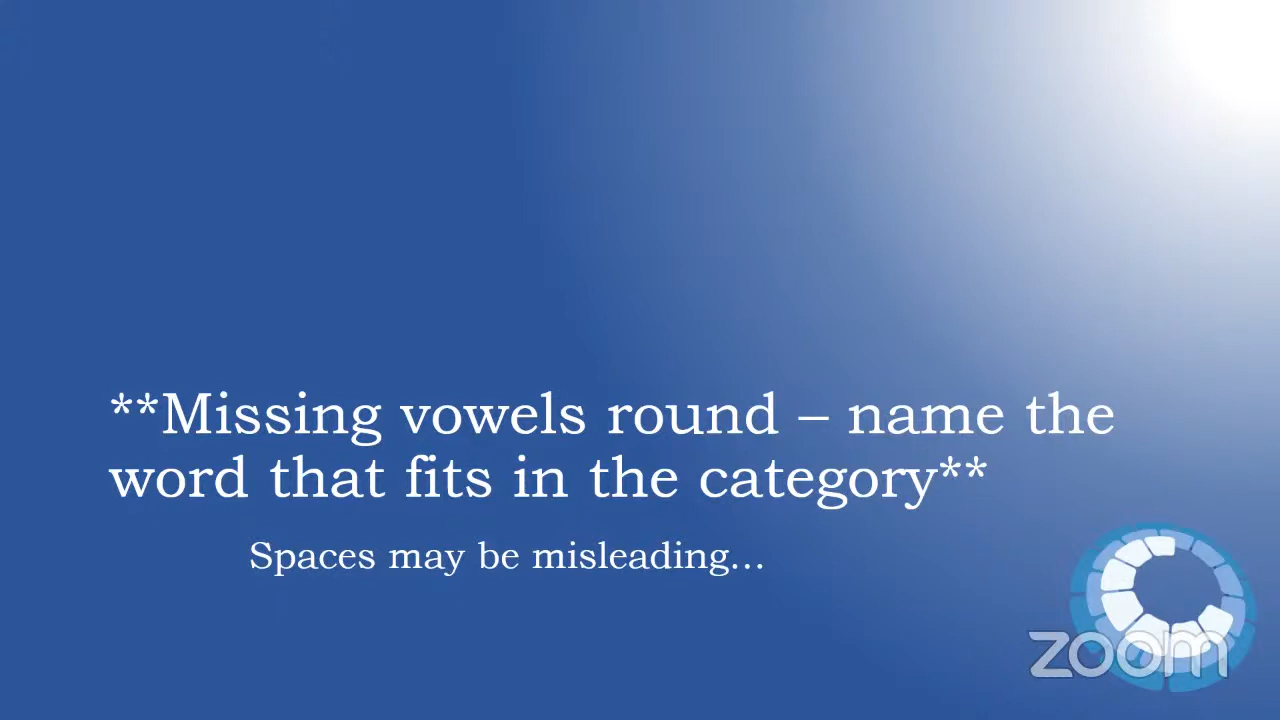 **Missing vowels round – name the
word that fits in the category**
Spaces may be misleading...
zoom